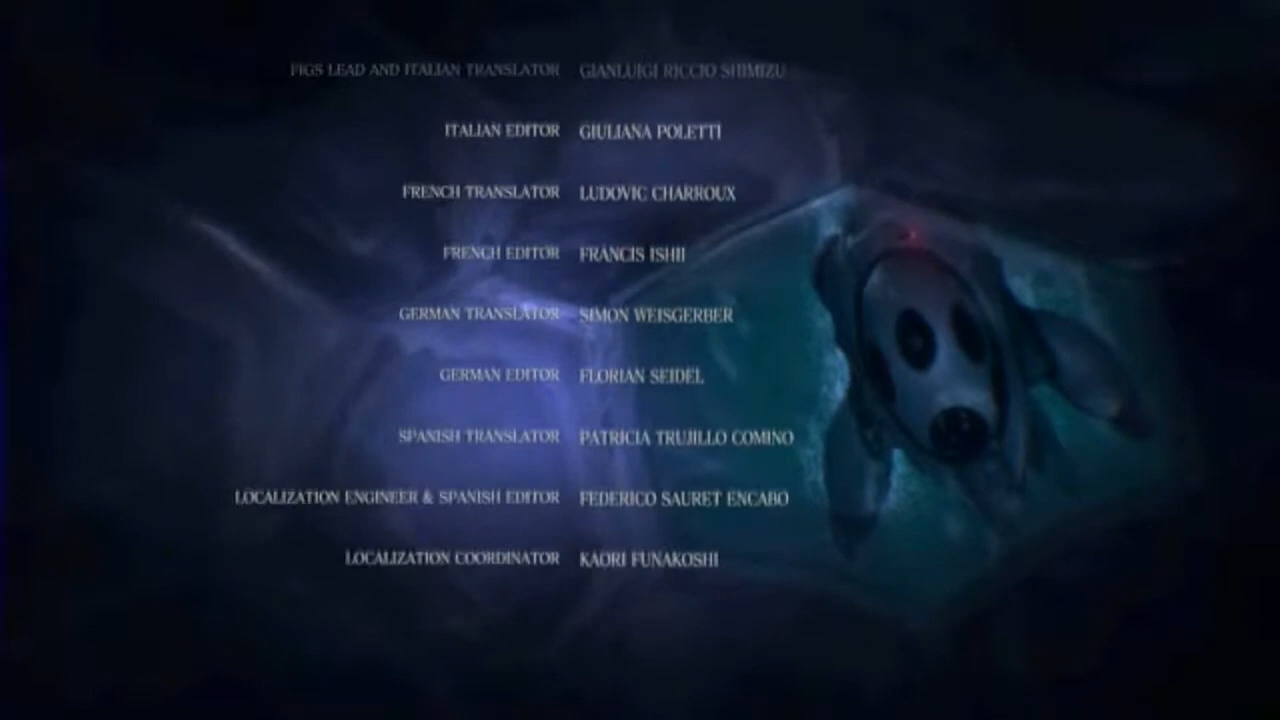 FIGS LEAD AND ITALIAN TRANSLATOR GIANLUIGI RICCIO SHIMIZU
ITALIAN EDITOR GIULIANA POLETTI
FRENCH TRANSLATOR LUDOVIC CHARROUX
FRENCH EDITOR FRANCIS ISHII
GERMAN TRANSLATOR SIMON WEISGERBER
GERMAN EDITOR FLORIAN SEIDEL
SPANISH TRANSLATOR PATRICIA TRUJILLO COMINO
LOCALIZATION ENGINEER & SPANISH EDITOR FEDERICO SAURET ENCABO
LOCALIZATION COORDINATOR KAORI FUNAKOSHI